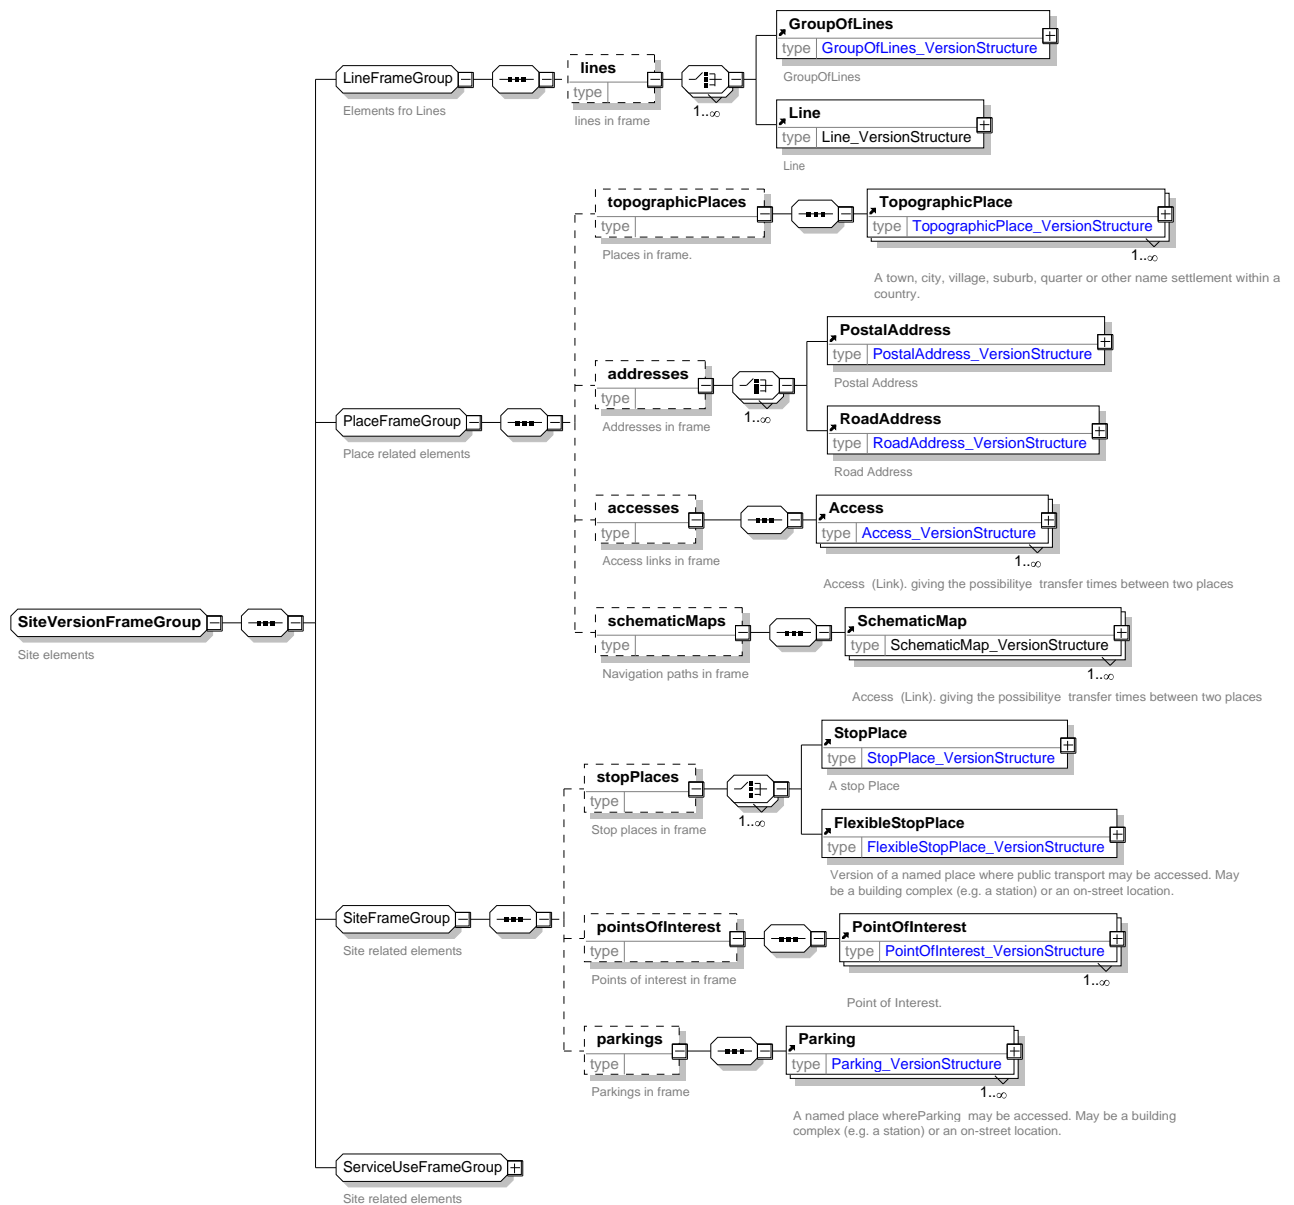 GroupOfLines
type GroupOfLines_VersionStructure
GroupOfLines
LineFrameGroup
Elements fro Lines
lines
type
lines in frame
1..∞
Line
type Line_VersionStructure
Line
topographicPlaces
type
Places in frame.
TopographicPlace
type TopographicPlace_VersionStructure
1..∞
A town, city, village, suburb, quarter or other name settlement within a
country.
PostalAddress
type PostalAddress_VersionStructure
Postal Address
addresses
type
Addresses in frame
1..∞
RoadAddress
type RoadAddress_VersionStructure
Road Address
PlaceFrameGroup
Place related elements
accesses
type
Access links in frame
Access
type Access_VersionStructure
1..∞
Access (Link). giving the possibilitye transfer times between two places
SiteVersionFrameGroup
Site elements
schematicMaps
type
Navigation paths in frame
SchematicMap
type SchematicMap_VersionStructure
1..∞
Access (Link). giving the possibilitye transfer times between two places
StopPlace
type StopPlace_VersionStructure
A stop Place
stopPlaces
type
Stop places in frame
1..∞
FlexibleStopPlace
type FlexibleStopPlace_VersionStructure
Version of a named place where public transport may be accessed. May
be a building complex (e.g. a station) or an on-street location.
SiteFrameGroup
Site related elements
pointsOfInterest
type
Points of interest in frame
PointOfInterest
type PointOfInterest_VersionStructure
1..∞
Point of Interest.
parkings
type
Parkings in frame
Parking
type Parking_VersionStructure
1..∞
A named place whereParking may be accessed. May be a building
complex (e.g. a station) or an on-street location.
ServiceUseFrameGroup
Site related elements